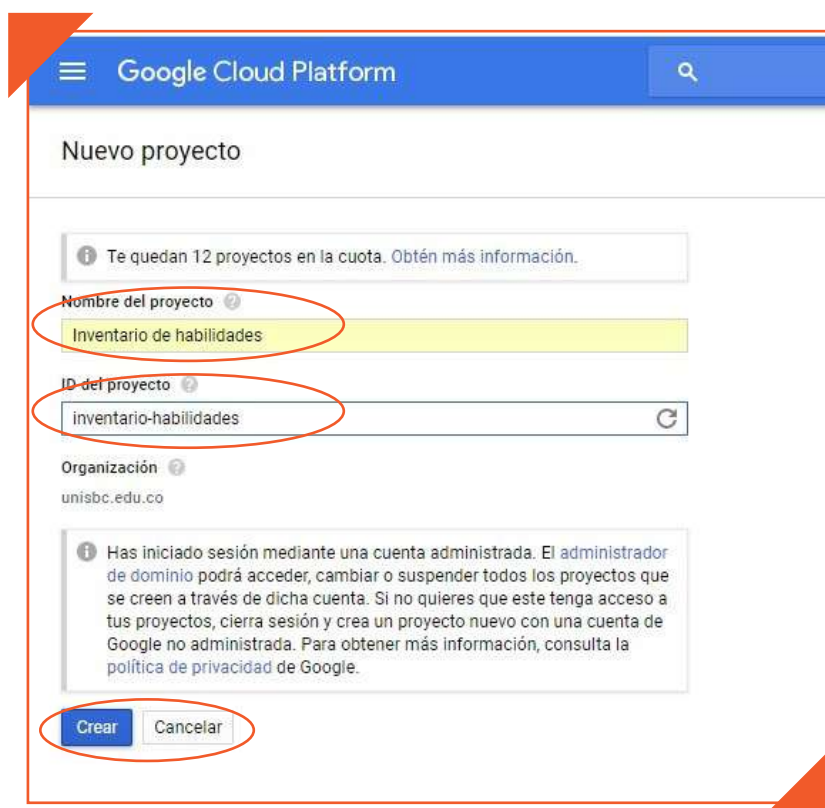 Google Cloud Platform
Nuevo proyecto
Te quedan 12 proyectos en la cuota. Obtén más información.
Nombre del proyecto
Inventario de habilidades
ID del proyecto
inventario-habilidades
Organización
unisbc.edu.co
Has iniciado sesión mediante una cuenta administrada. El administrador
de dominio podrá acceder, cambiar o suspender todos los proyectos que
se creen a través de dicha cuenta. Si no quieres que este tenga acceso a
tus proyectos, cierra sesión y crea un proyecto nuevo con una cuenta de
Google no administrada. Para obtener más información, consulta la
política de privacidad de Google.
Crear Cancelar